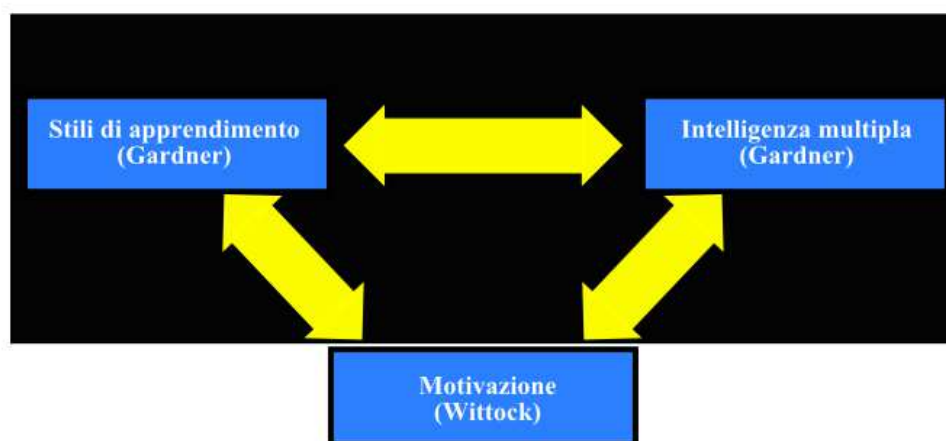 Stili di apprendimento
(Gardner)
Intelligenza multipla
(Gardner)
Motivazione
(Wittock)